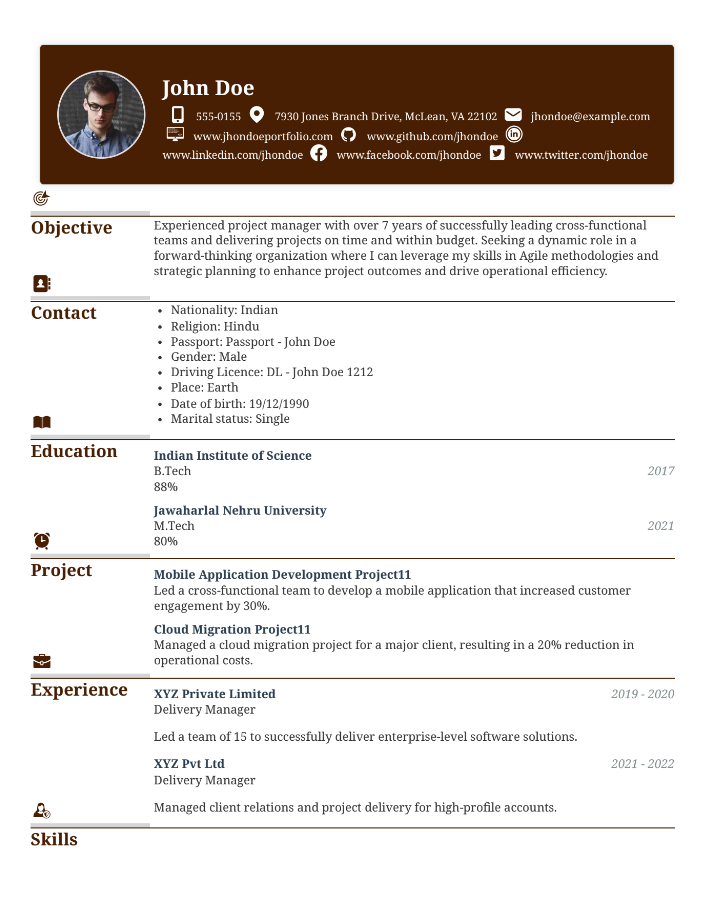 John Doe
555-0155 7930 Jones Branch Drive, McLean, VA 22102 jhondoe@example.com
www.jhondoeportfolio.com www.github.com/jhondoe
www.linkedin.com/jhondoe www.facebook.com/jhondoe www.twitter.com/jhondoe
Objective
Experienced project manager with over 7 years of successfully leading cross-functional
teams and delivering projects on time and within budget. Seeking a dynamic role in a
forward-thinking organization where I can leverage my skills in Agile methodologies and
strategic planning to enhance project outcomes and drive operational efficiency.
Contact
• Nationality: Indian
• Religion: Hindu
• Passport: Passport - John Doe
• Gender: Male
• Driving Licence: DL - John Doe 1212
• Place: Earth
• Date of birth: 19/12/1990
• Marital status: Single
Education
Indian Institute of Science
B.Tech 2017
88%
Jawaharlal Nehru University
M.Tech 2021
80%
Project
Mobile Application Development Project11
Led a cross-functional team to develop a mobile application that increased customer
engagement by 30%.
Cloud Migration Project11
Managed a cloud migration project for a major client, resulting in a 20% reduction in
operational costs.
Experience
XYZ Private Limited 2019 - 2020
Delivery Manager
Led a team of 15 to successfully deliver enterprise-level software solutions.
XYZ Pvt Ltd 2021 - 2022
Delivery Manager
Managed client relations and project delivery for high-profile accounts.
Skills